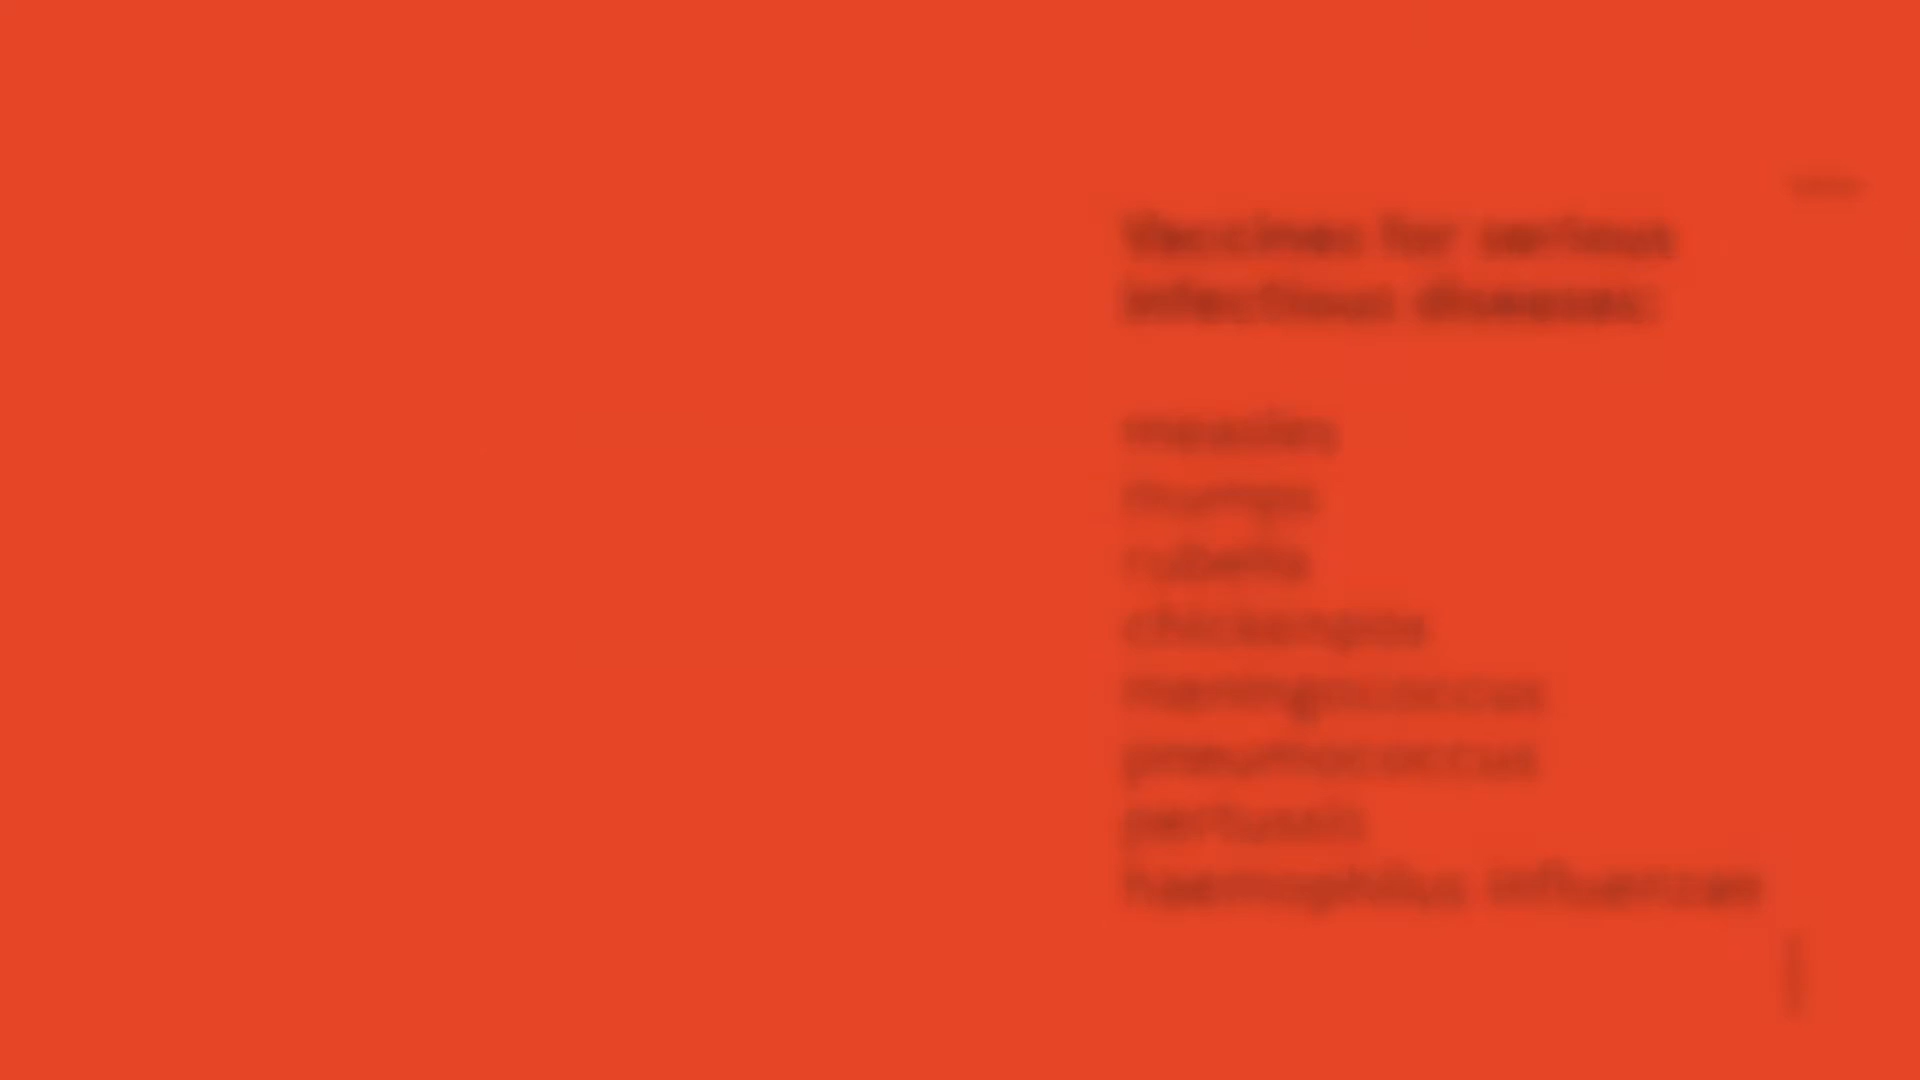 Vaccines for serious
infectious diseases:
measles
mumps
rubella
chickenpox
meningococcus
pneumococcus
pertussis
haemophilus influenzae